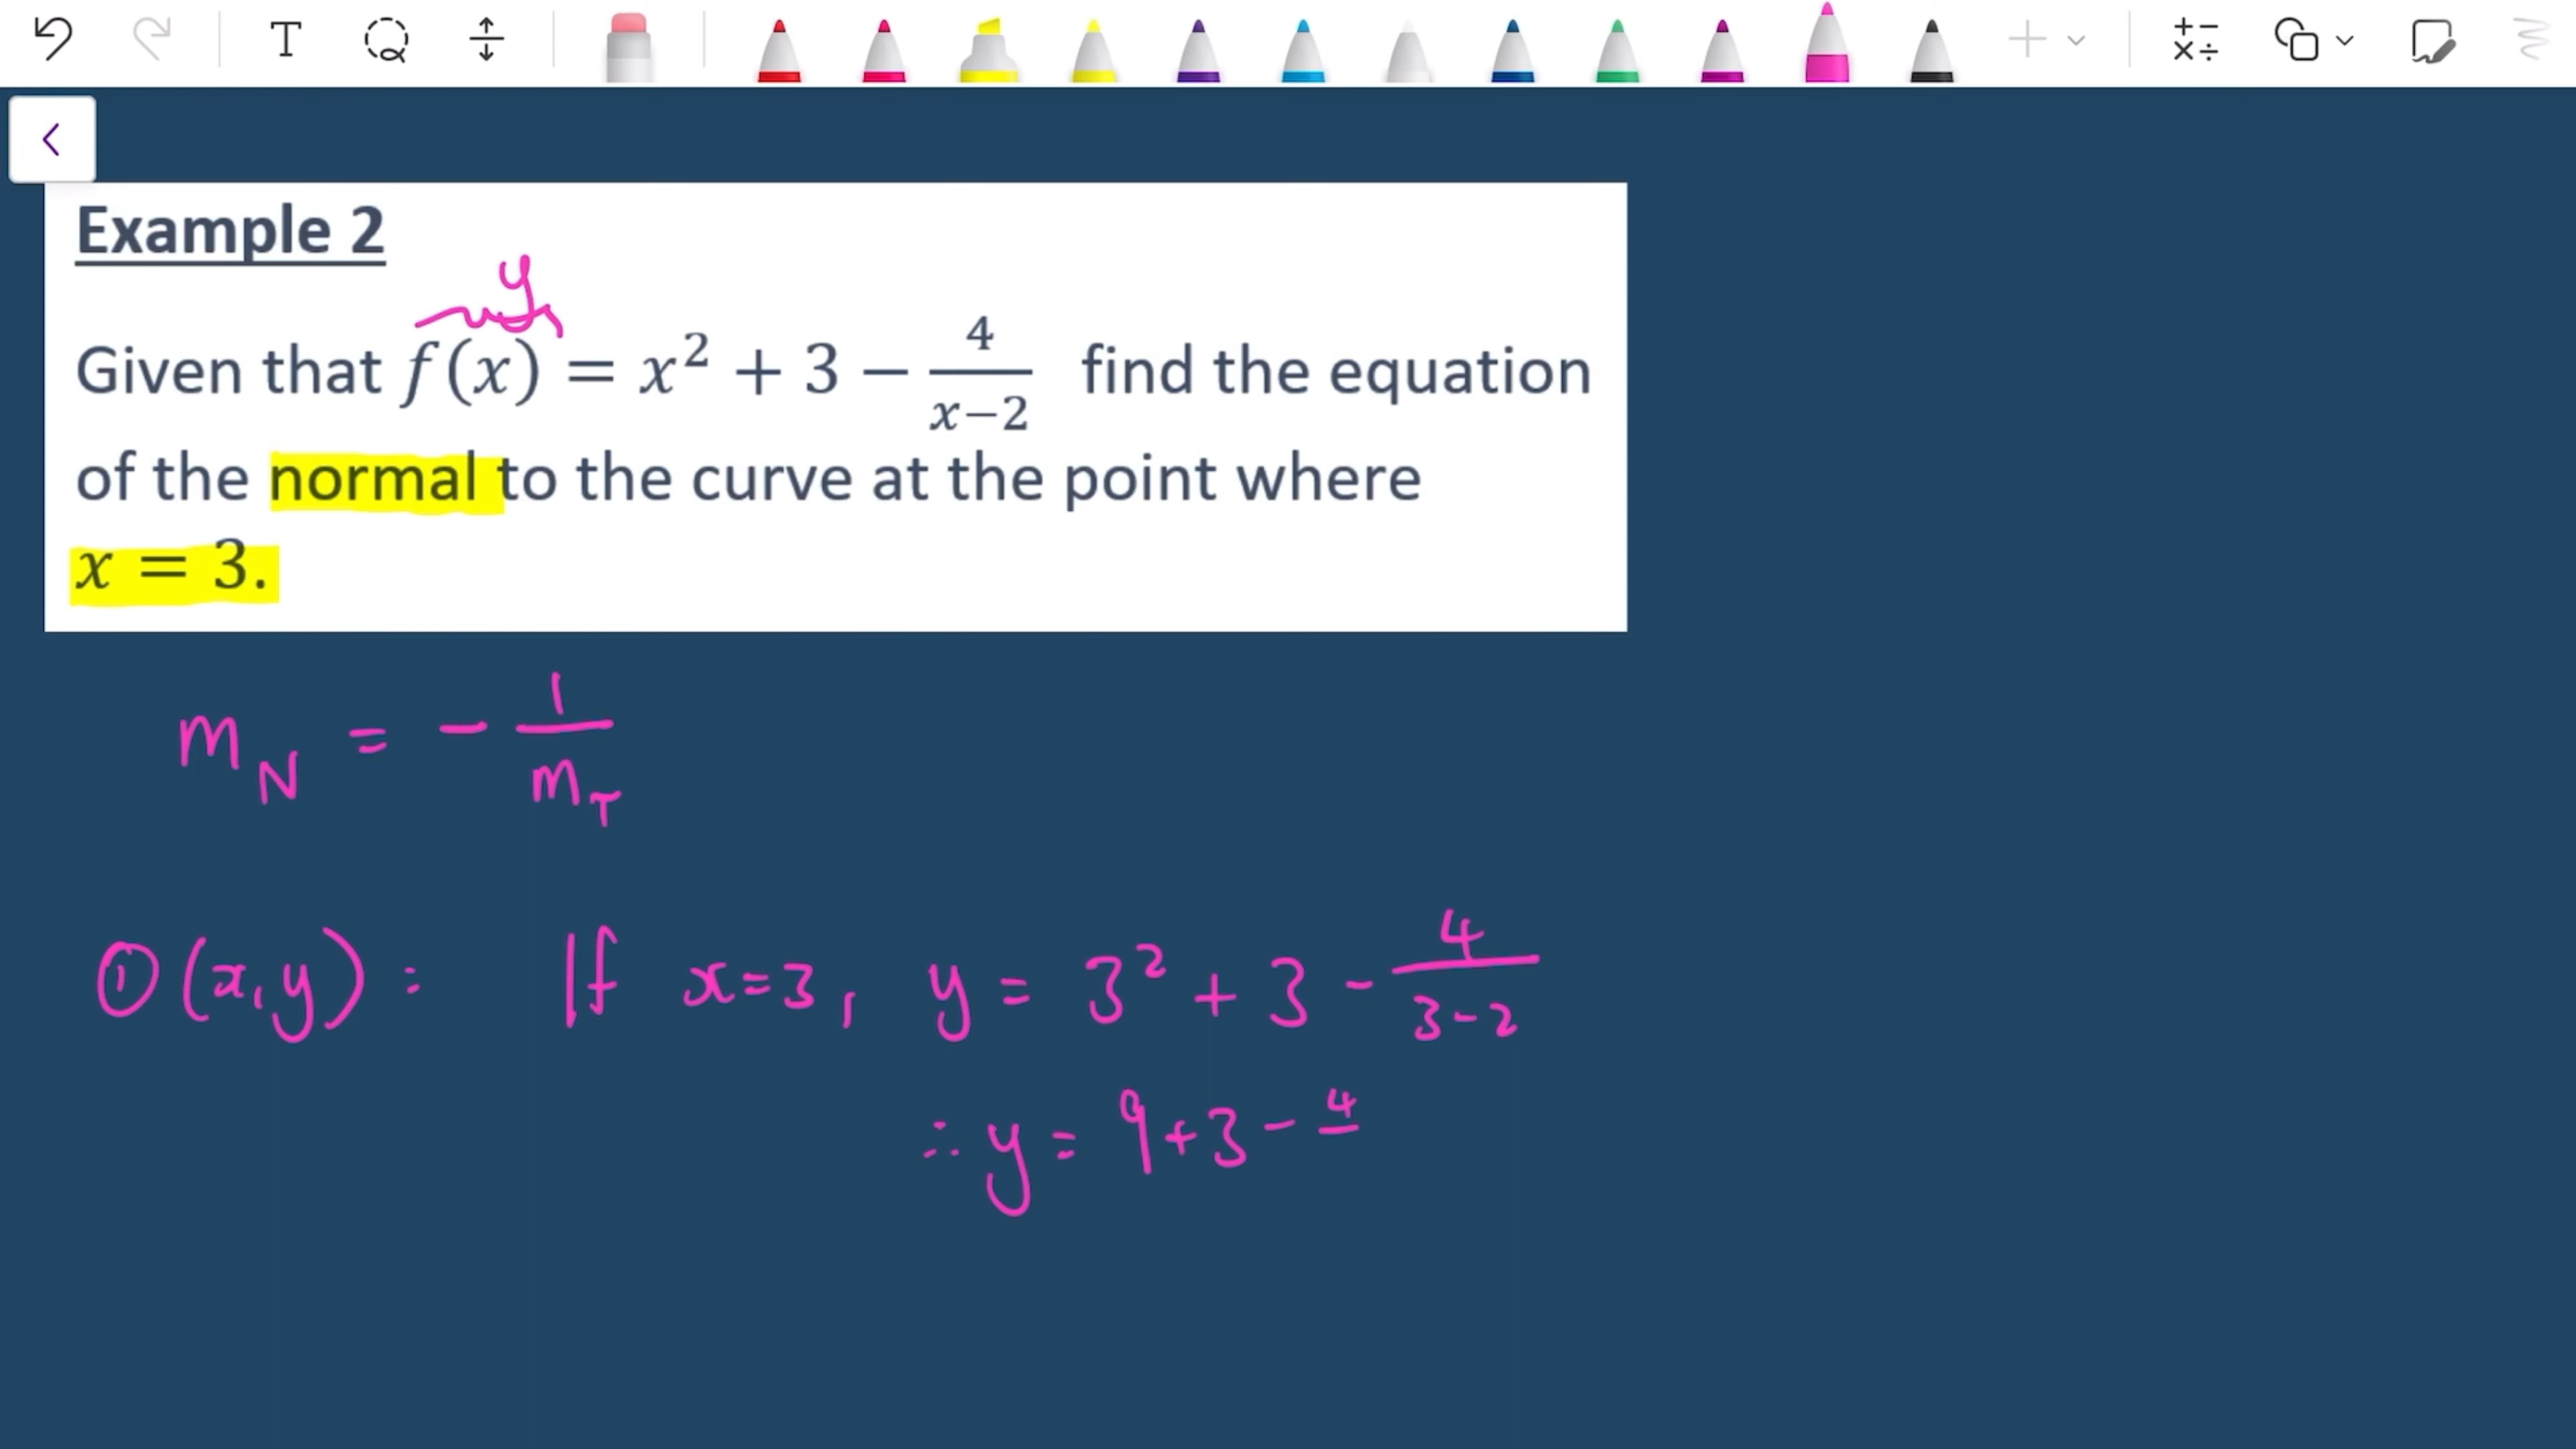 T
Example 2
y
Given that f(x) = x² + 3 − 4/(x−2) find the equation
of the normal to the curve at the point where
x = 3.
m_N = - 1/m_T
① (x, y) : If x=3, y = 3² + 3 - 4/(3-2)
∴ y = 9+3- 4/